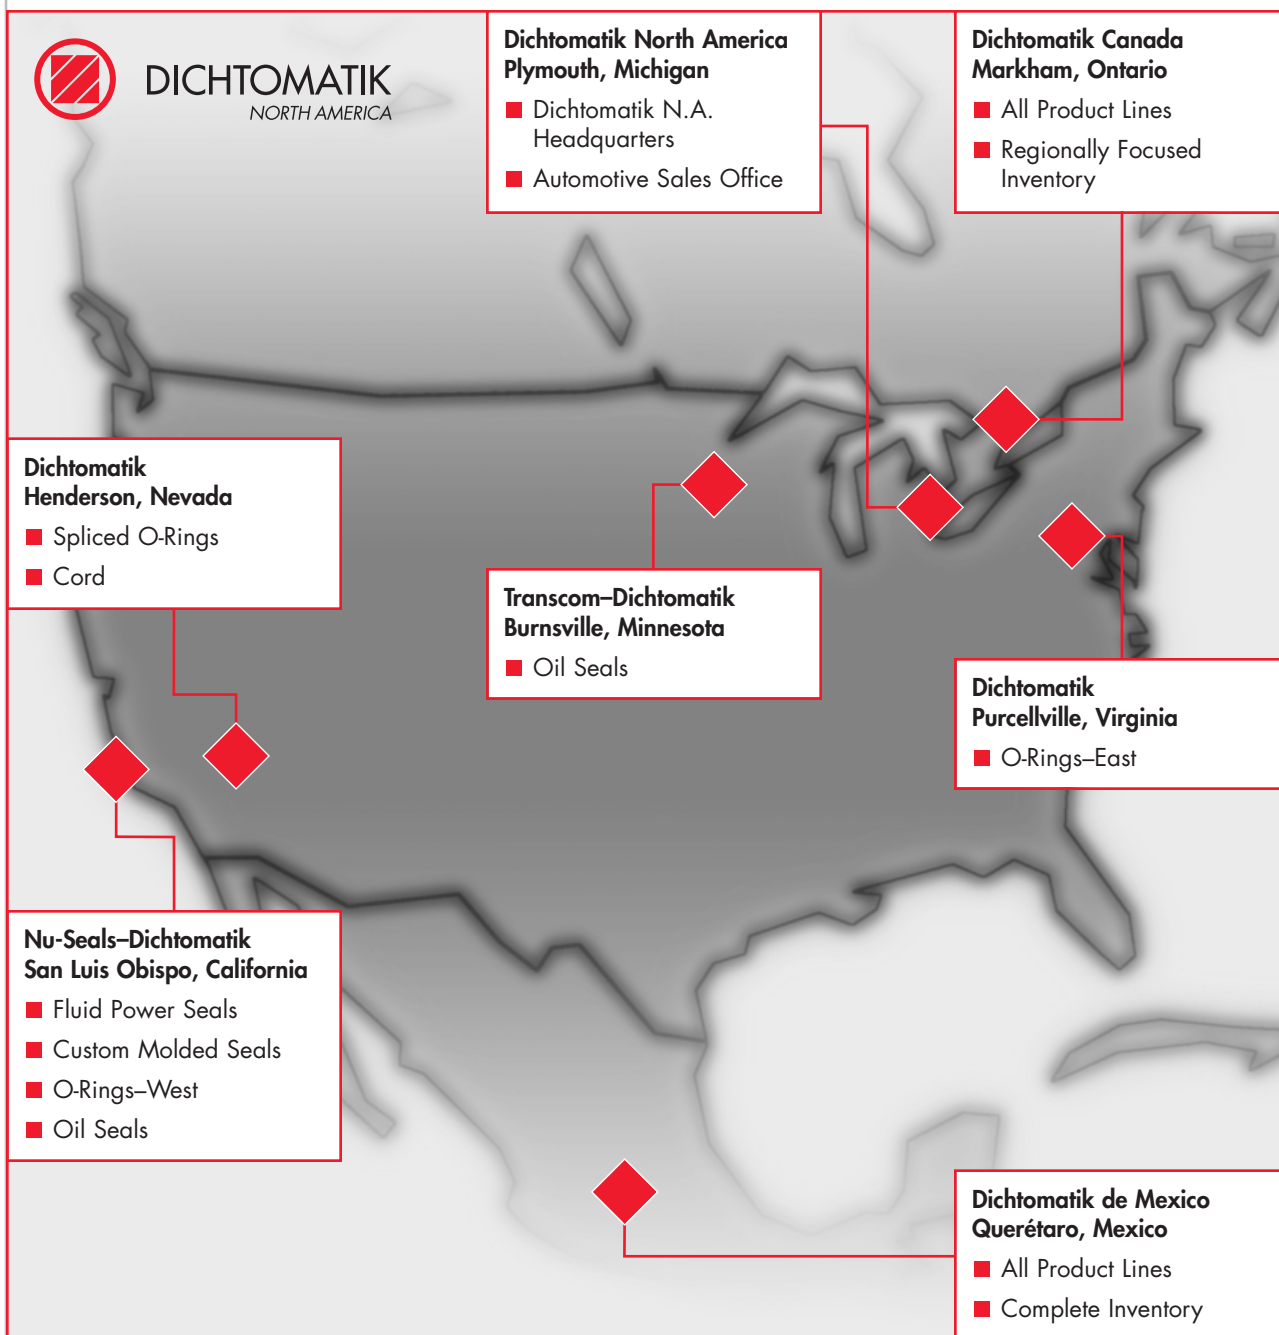 DICHTOMATIK
NORTH AMERICA
Dichtomatik North America
Plymouth, Michigan
Dichtomatik N.A.
Headquarters
Automotive Sales Office
Dichtomatik Canada
Markham, Ontario
All Product Lines
Regionally Focused
Inventory
Dichtomatik
Henderson, Nevada
Spliced O-Rings
Cord
Transcom–Dichtomatik
Burnsville, Minnesota
Oil Seals
Dichtomatik
Purcellville, Virginia
O-Rings–East
Nu-Seals–Dichtomatik
San Luis Obispo, California
Fluid Power Seals
Custom Molded Seals
O-Rings–West
Oil Seals
Dichtomatik de Mexico
Querétaro, Mexico
All Product Lines
Complete Inventory